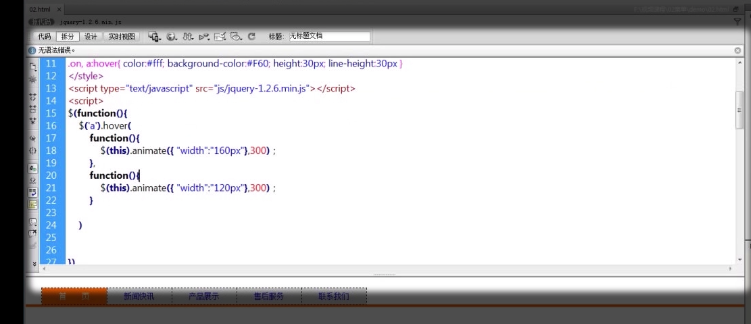 02.html ×
jquery-1.2.6.min.js
代码 拆分 设计 实时视图 标题: 无标题文档
无语法错误。
11 .on, a:hover{ color:#fff; background-color:#F60; height:30px; line-height:30px }
12 </style>
13 <script type="text/javascript" src="js/jquery-1.2.6.min.js"></script>
14 <script>
15 $(function(){
16 $('a').hover(
17 function(){
18 $(this).animate({ "width":"160px"},300) ;
19 },
20 function(){
21 $(this).animate({ "width":"120px"},300) ;
22 }
23
24 )
25
26
27 })
首 页 新闻快讯 产品展示 售后服务 联系我们